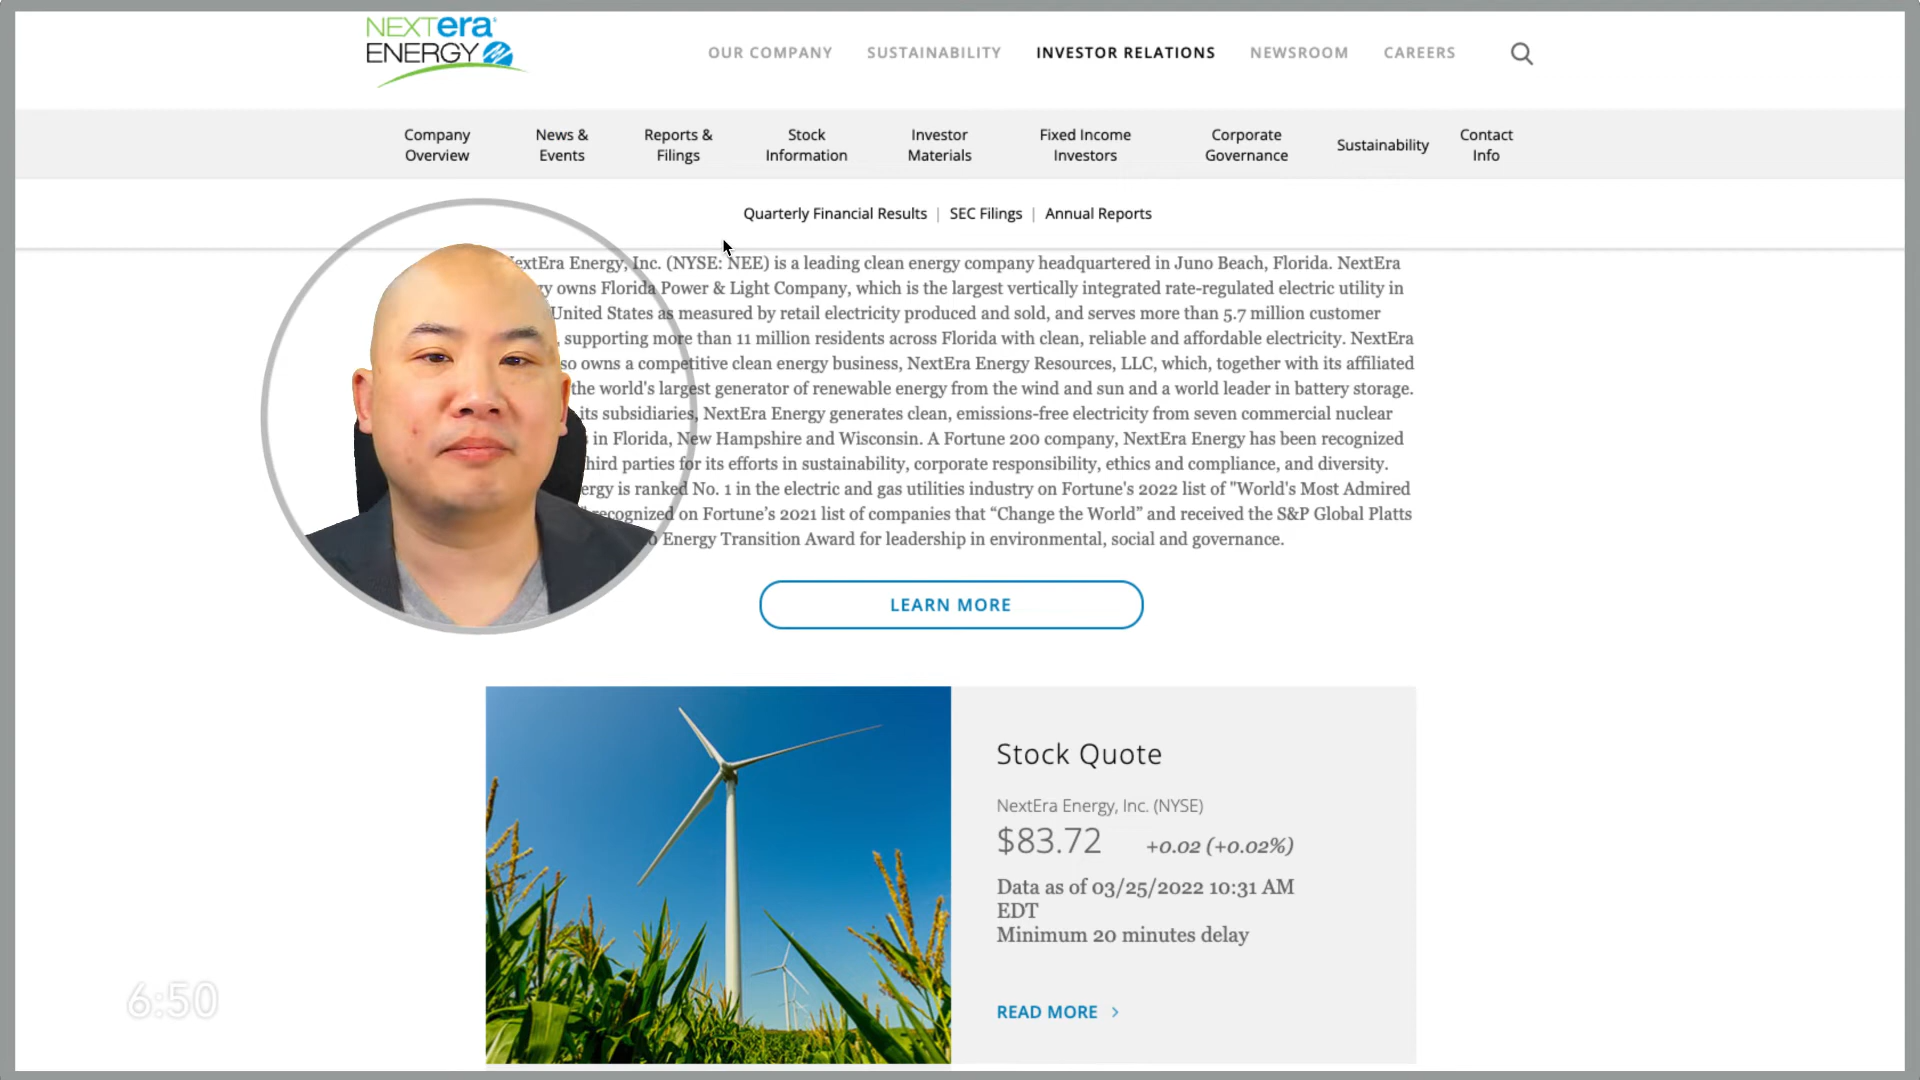 NEXTera
ENERGY
OUR COMPANY SUSTAINABILITY INVESTOR RELATIONS NEWSROOM CAREERS
Company Overview
News & Events
Reports & Filings
Stock Information
Investor Materials
Fixed Income Investors
Corporate Governance
Sustainability
Contact Info
Quarterly Financial Results | SEC Filings | Annual Reports
NextEra Energy, Inc. (NYSE: NEE) is a leading clean energy company headquartered in Juno Beach, Florida. NextEra
owns Florida Power & Light Company, which is the largest vertically integrated rate-regulated electric utility in
United States as measured by retail electricity produced and sold, and serves more than 5.7 million customer
, supporting more than 11 million residents across Florida with clean, reliable and affordable electricity. NextEra
owns a competitive clean energy business, NextEra Energy Resources, LLC, which, together with its affiliated
the world's largest generator of renewable energy from the wind and sun and a world leader in battery storage.
its subsidiaries, NextEra Energy generates clean, emissions-free electricity from seven commercial nuclear
in Florida, New Hampshire and Wisconsin. A Fortune 200 company, NextEra Energy has been recognized
parties for its efforts in sustainability, corporate responsibility, ethics and compliance, and diversity.
is ranked No. 1 in the electric and gas utilities industry on Fortune's 2022 list of "World's Most Admired
recognized on Fortune’s 2021 list of companies that “Change the World” and received the S&P Global Platts
Energy Transition Award for leadership in environmental, social and governance.
LEARN MORE
Stock Quote
NextEra Energy, Inc. (NYSE)
$83.72 +0.02 (+0.02%)
Data as of 03/25/2022 10:31 AM
EDT
Minimum 20 minutes delay
READ MORE >
6:50